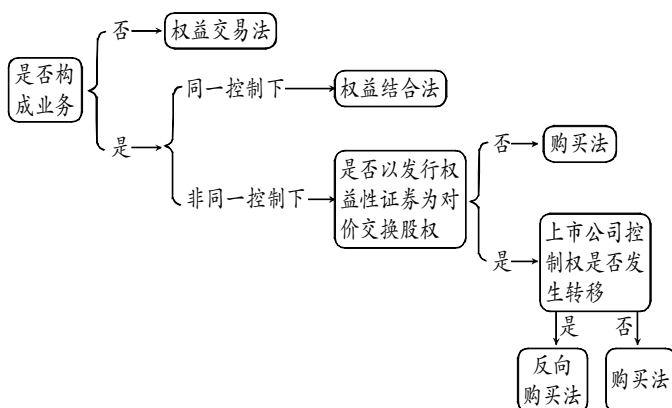 否
权益交易法
是否构
成业务
是
同一控制下
权益结合法
非同一控制下
是否以发行权
益性证券为对
价交换股权
否
购买法
是
上市公司控
制权是否发
生转移
是
否
反向
购买法
购买法